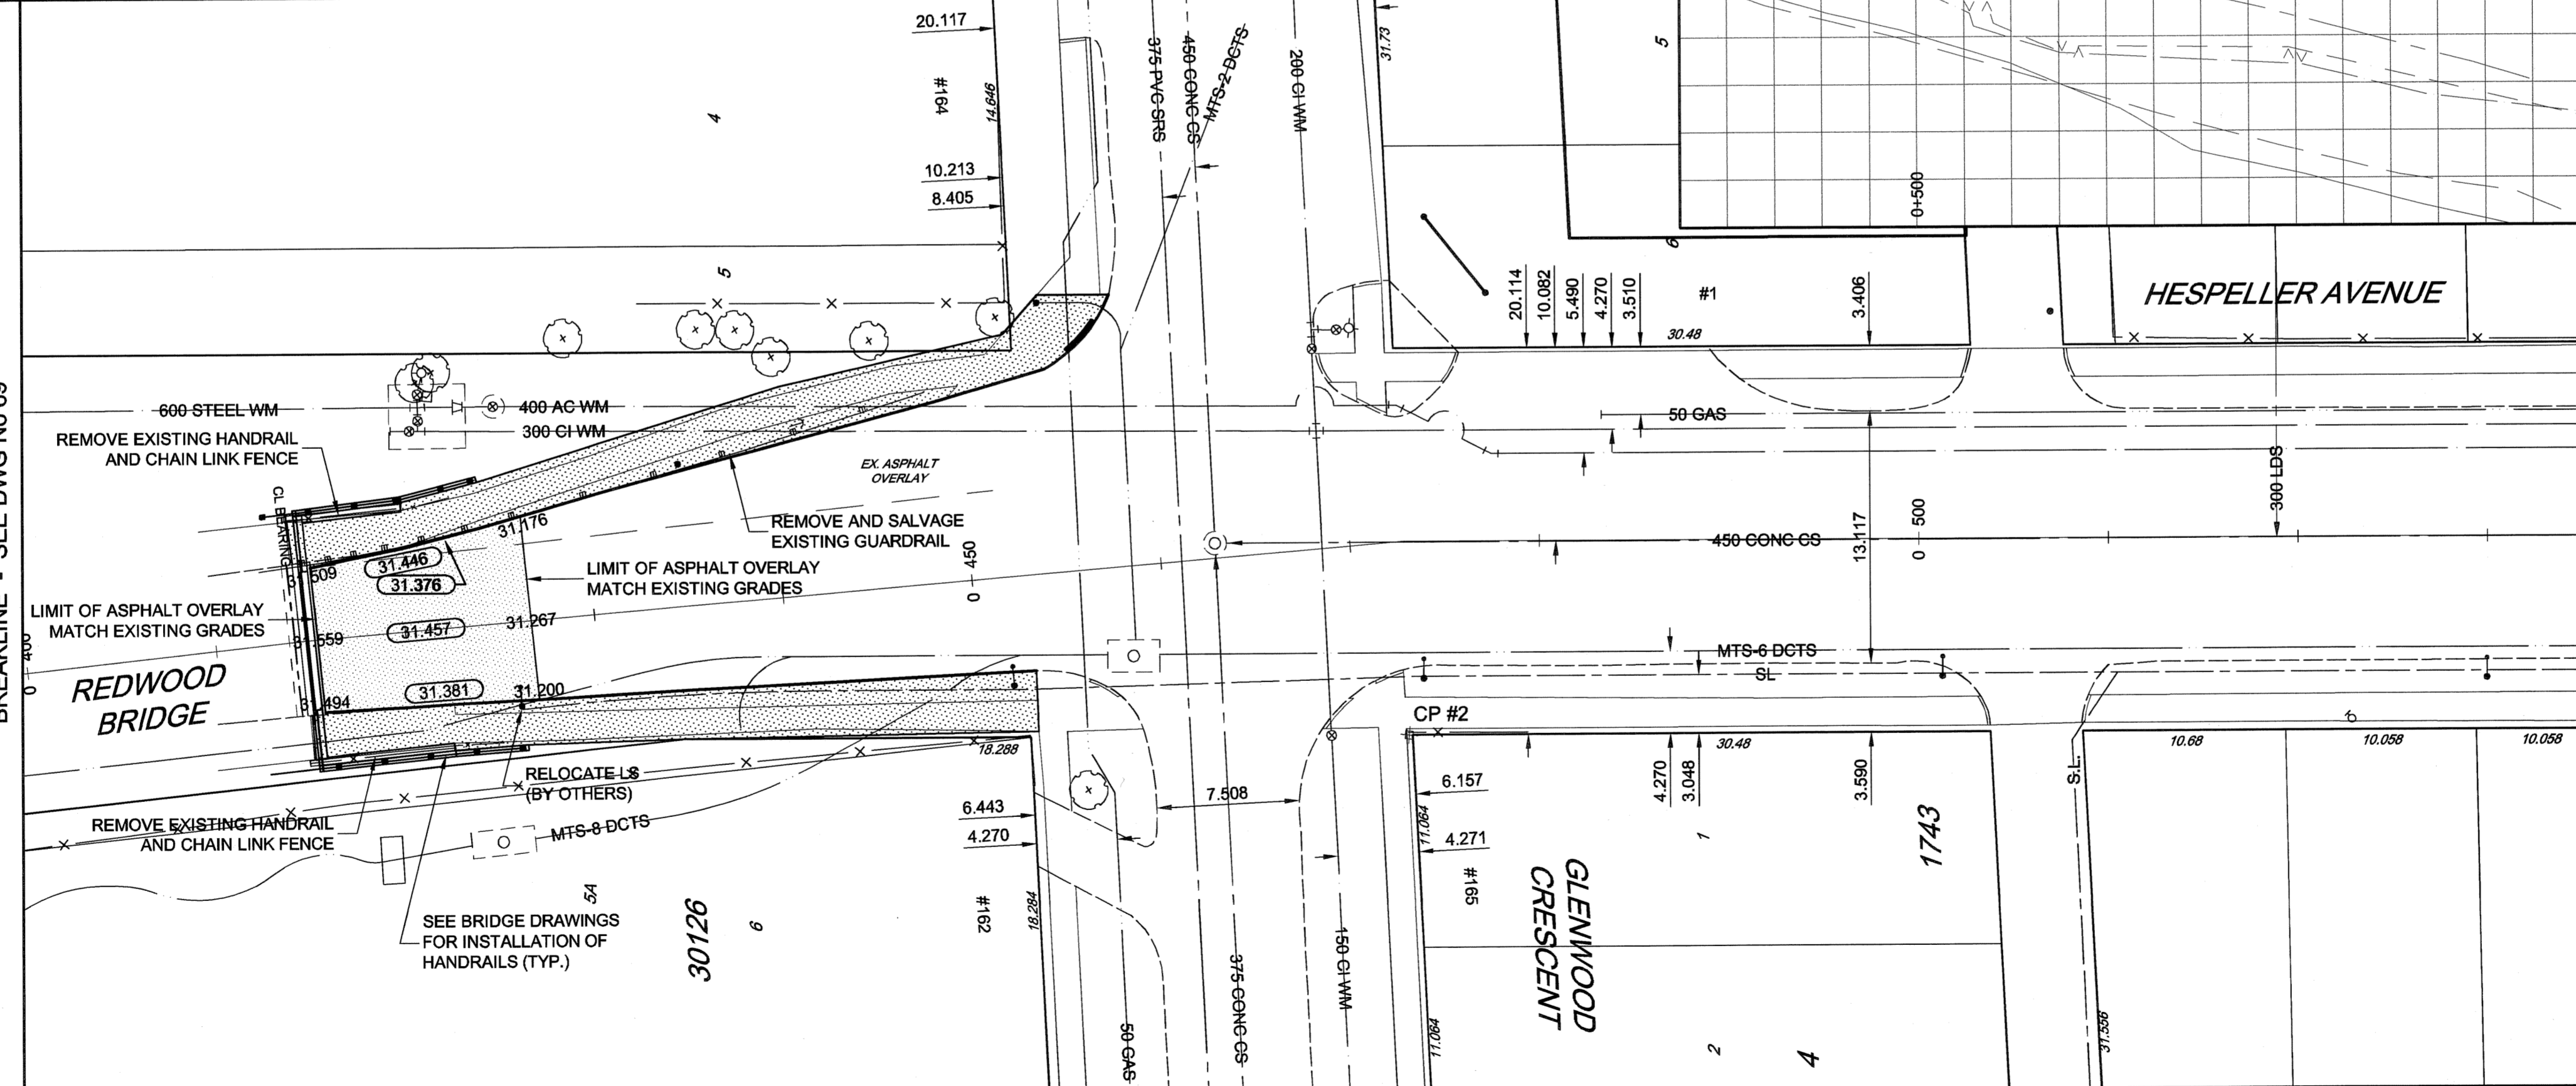 20.117
#164
14.646
4
10.213
8.405
5
375 PVC SRS
450 CONC CS
MTS-2 DCTS
200 CI WM
31.73
5
6
0+500
20.114
10.082
5.490
4.270
3.510
#1
30.48
3.406
HESPELLER AVENUE
600 STEEL WM
400 AC WM
300 CI WM
REMOVE EXISTING HANDRAIL
AND CHAIN LINK FENCE
CL BEARING
EX. ASPHALT
OVERLAY
50 GAS
300 LDS
31.176
REMOVE AND SALVAGE
EXISTING GUARDRAIL
31.446
31.376
31.509
LIMIT OF ASPHALT OVERLAY
MATCH EXISTING GRADES
0 450
450 CONC CS
13.117
0 500
LIMIT OF ASPHALT OVERLAY
MATCH EXISTING GRADES
31.559
31.457
31.267
0 400
REDWOOD
BRIDGE
31.381
31.200
31.494
MTS-6 DCTS
SL
CP #2
30.48
10.68
10.058
10.058
18.288
RELOCATE LS
(BY OTHERS)
REMOVE EXISTING HANDRAIL
AND CHAIN LINK FENCE
MTS-8 DCTS
6.443
4.270
7.508
6.157
11.064
4.271
4.270
3.048
3.590
S.L.
1
1743
#165
GLENWOOD
CRESCENT
5A
SEE BRIDGE DRAWINGS
FOR INSTALLATION OF
HANDRAILS (TYP.)
30126
6
#162
18.284
50 GAS
375 CONC CS
150 CI WM
11.064
2
4
31.556